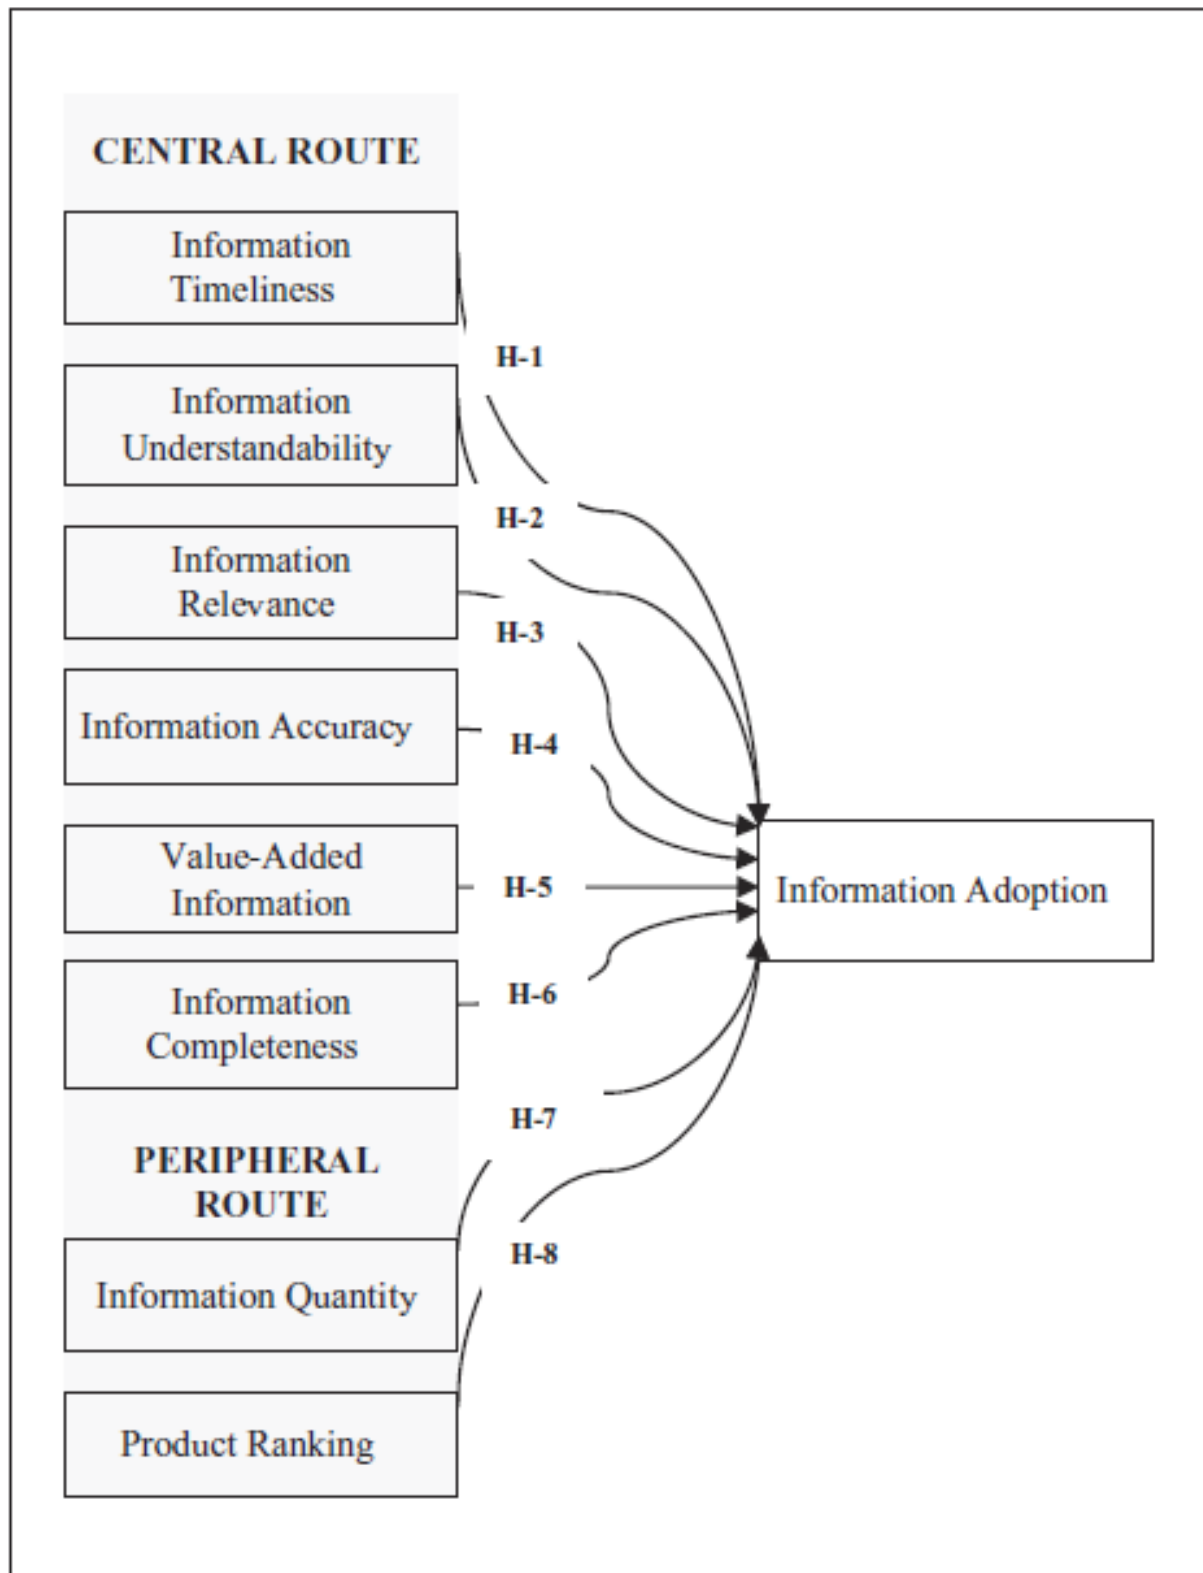 CENTRAL ROUTE
Information
Timeliness
H-1
Information
Understandability
H-2
Information
Relevance
H-3
Information Accuracy
H-4
Value-Added
Information
H-5
Information Adoption
Information
Completeness
H-6
H-7
PERIPHERAL
ROUTE
Information Quantity
H-8
Product Ranking